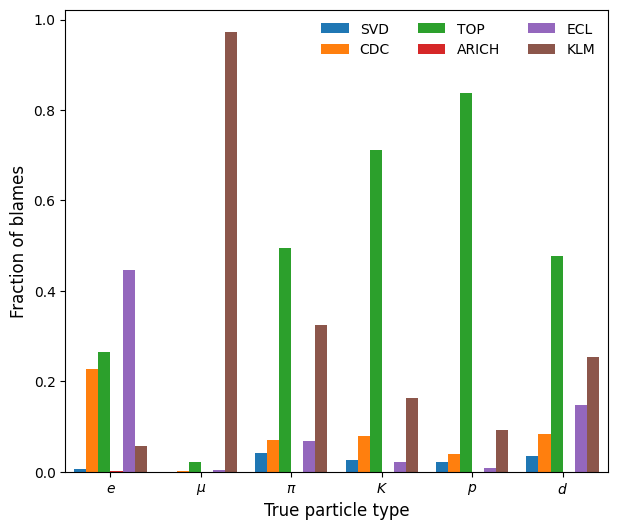 SVD
CDC
TOP
ARICH
ECL
KLM
Fraction of blames
1.0
0.8
0.6
0.4
0.2
0.0
e
μ
π
K
p
d
True particle type